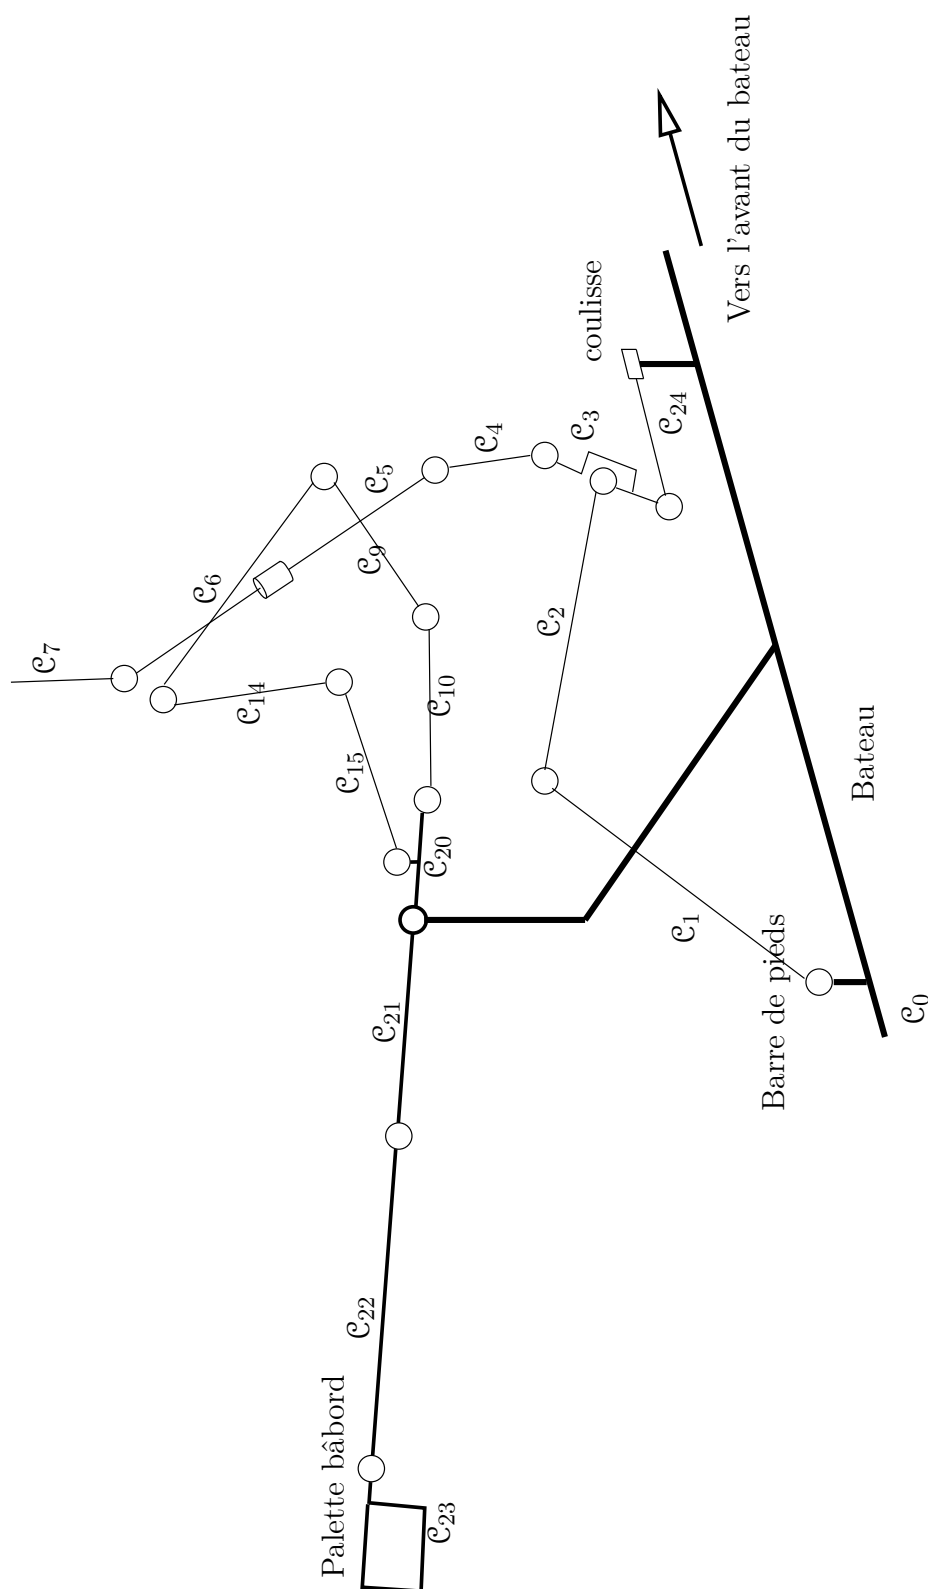 Vers l'avant du bateau
coulisse
C₂₄
C₃
C₄
C₅
C₉
C₆
C₇
C₂
C₁₀
C₁₄
C₁₅
Bateau
C₂₀
C₁
Barre de pieds
C₀
C₂₁
C₂₂
Palette bâbord
C₂₃